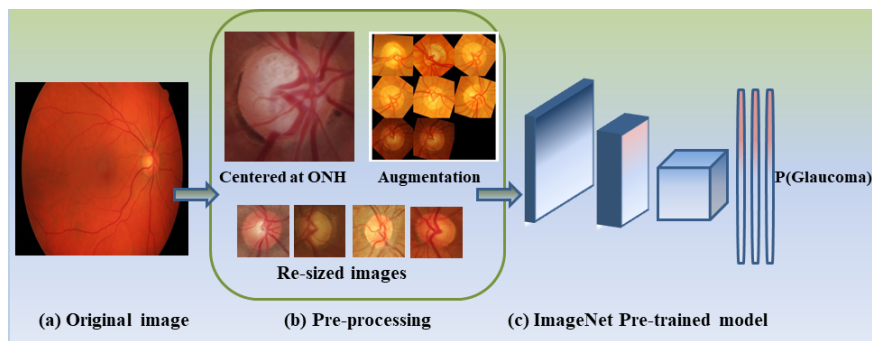 Centered at ONH
Augmentation
P(Glaucoma)
Re-sized images
(a) Original image
(b) Pre-processing
(c) ImageNet Pre-trained model